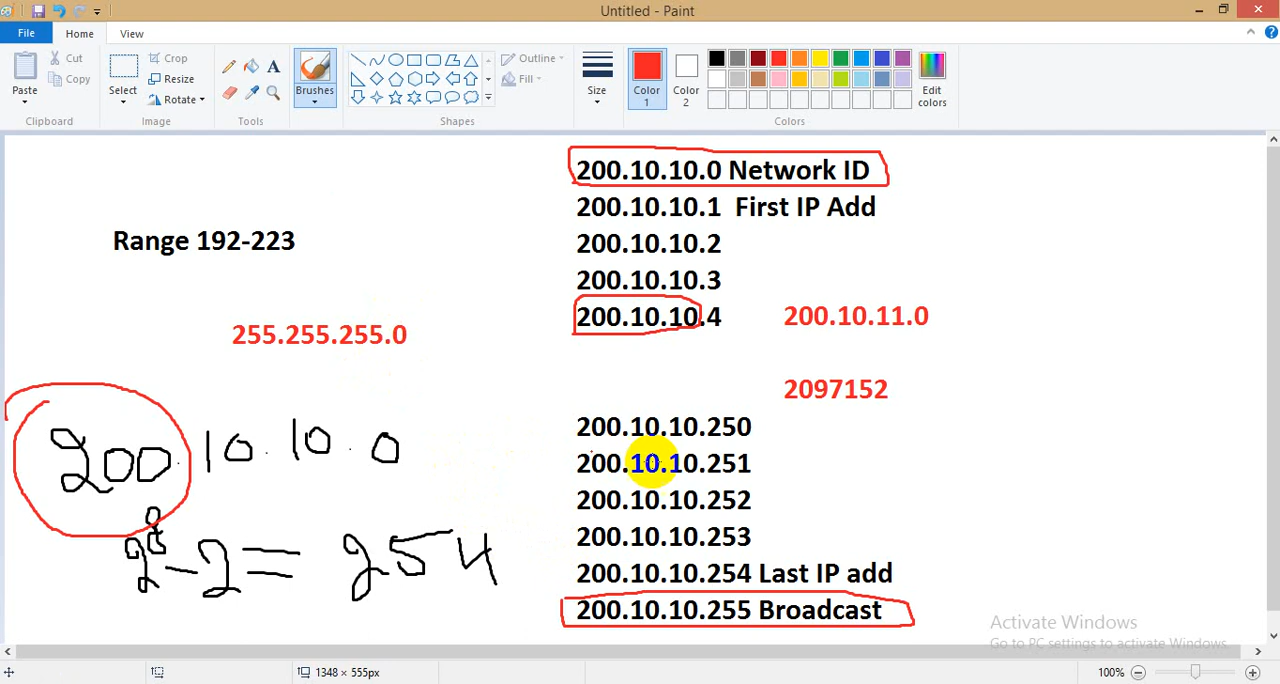 Untitled - Paint
File Home View
Paste
Cut
Copy
Clipboard
Select
Crop
Resize
Rotate
Image
A
Tools
Brushes
Outline
Fill
Shapes
Size
Color 1
Color 2
Edit colors
Colors
200.10.10.0 Network ID
200.10.10.1 First IP Add
Range 192-223
200.10.10.2
200.10.10.3
200.10.10.4
200.10.11.0
255.255.255.0
2097152
200.10.10.0
2^8-2=254
200.10.10.250
200.10.10.251
200.10.10.252
200.10.10.253
200.10.10.254 Last IP add
200.10.10.255 Broadcast
Activate Windows
Go to PC settings to activate Windows.
1348 × 555px
100%